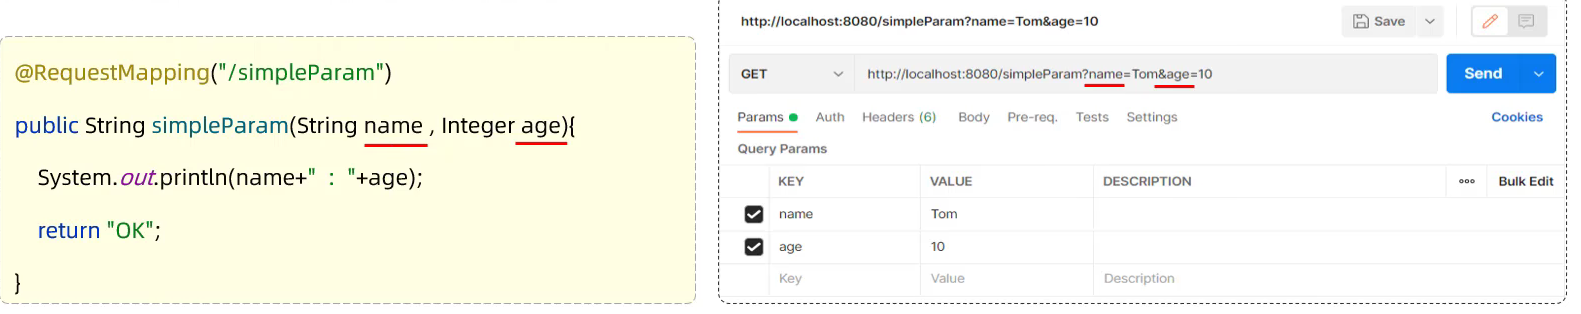 @RequestMapping("/simpleParam")
public String simpleParam(String name , Integer age){
System.out.println(name+" : "+age);
return "OK";
}
http://localhost:8080/simpleParam?name=Tom&age=10
Save
GET
http://localhost:8080/simpleParam?name=Tom&age=10
Send
Params Auth Headers (6) Body Pre-req. Tests Settings Cookies
Query Params
KEY VALUE DESCRIPTION ooo Bulk Edit
name Tom
age 10
Key Value Description